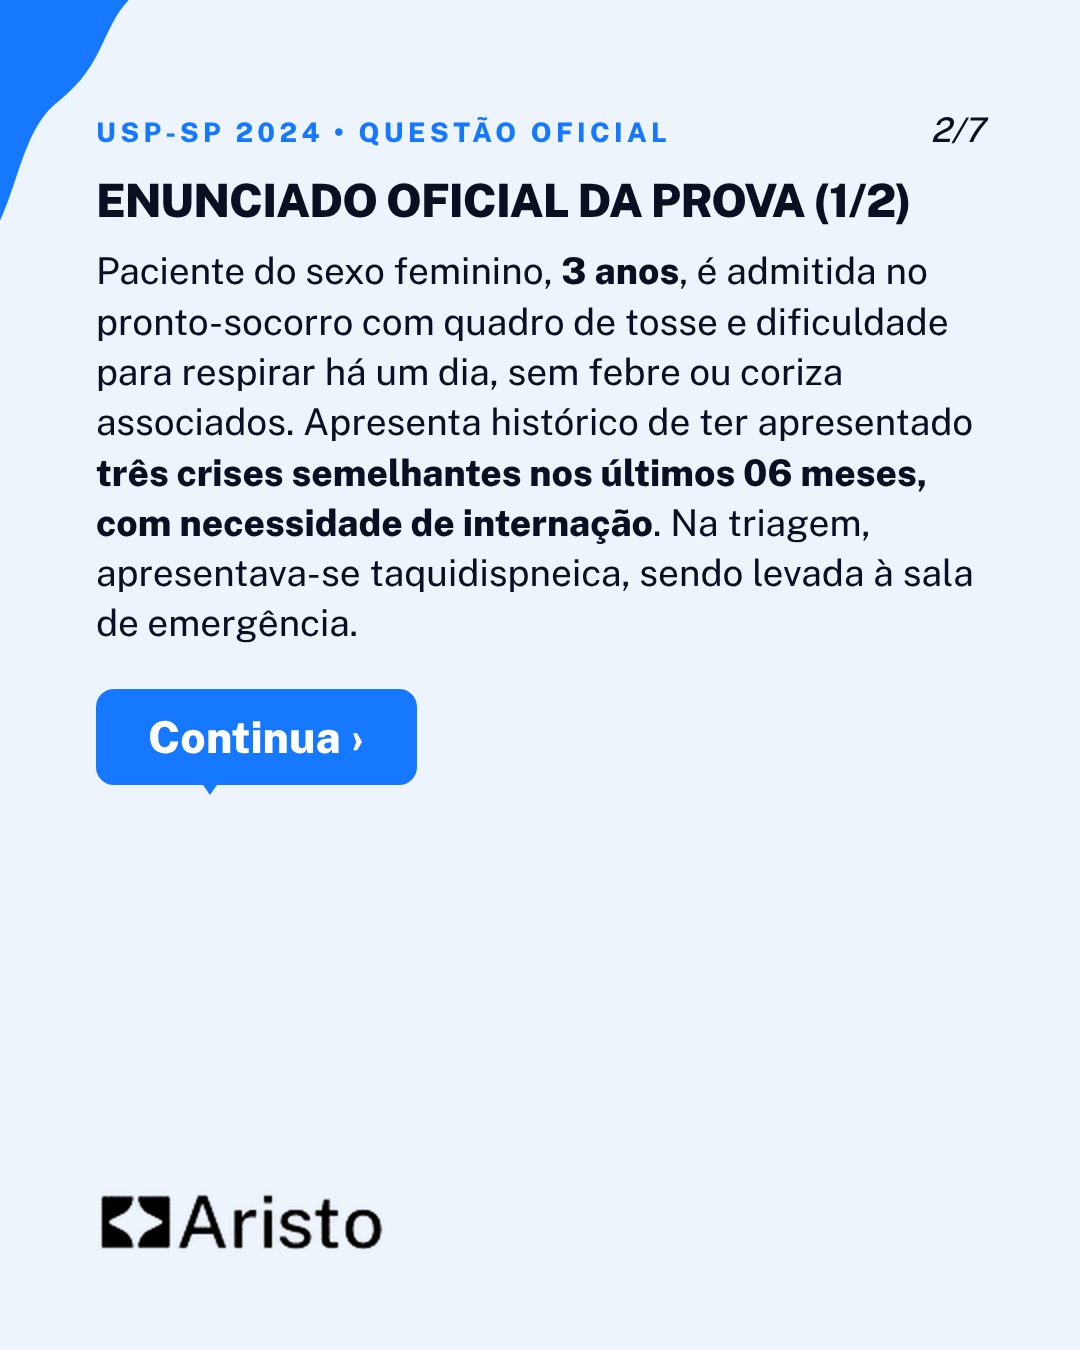 USP-SP 2024 • QUESTÃO OFICIAL
2/7
ENUNCIADO OFICIAL DA PROVA (1/2)
Paciente do sexo feminino, 3 anos, é admitida no
pronto-socorro com quadro de tosse e dificuldade
para respirar há um dia, sem febre ou coriza
associados. Apresenta histórico de ter apresentado
três crises semelhantes nos últimos 06 meses,
com necessidade de internação. Na triagem,
apresentava-se taquidispneica, sendo levada à sala
de emergência.
Continua ›
Aristo